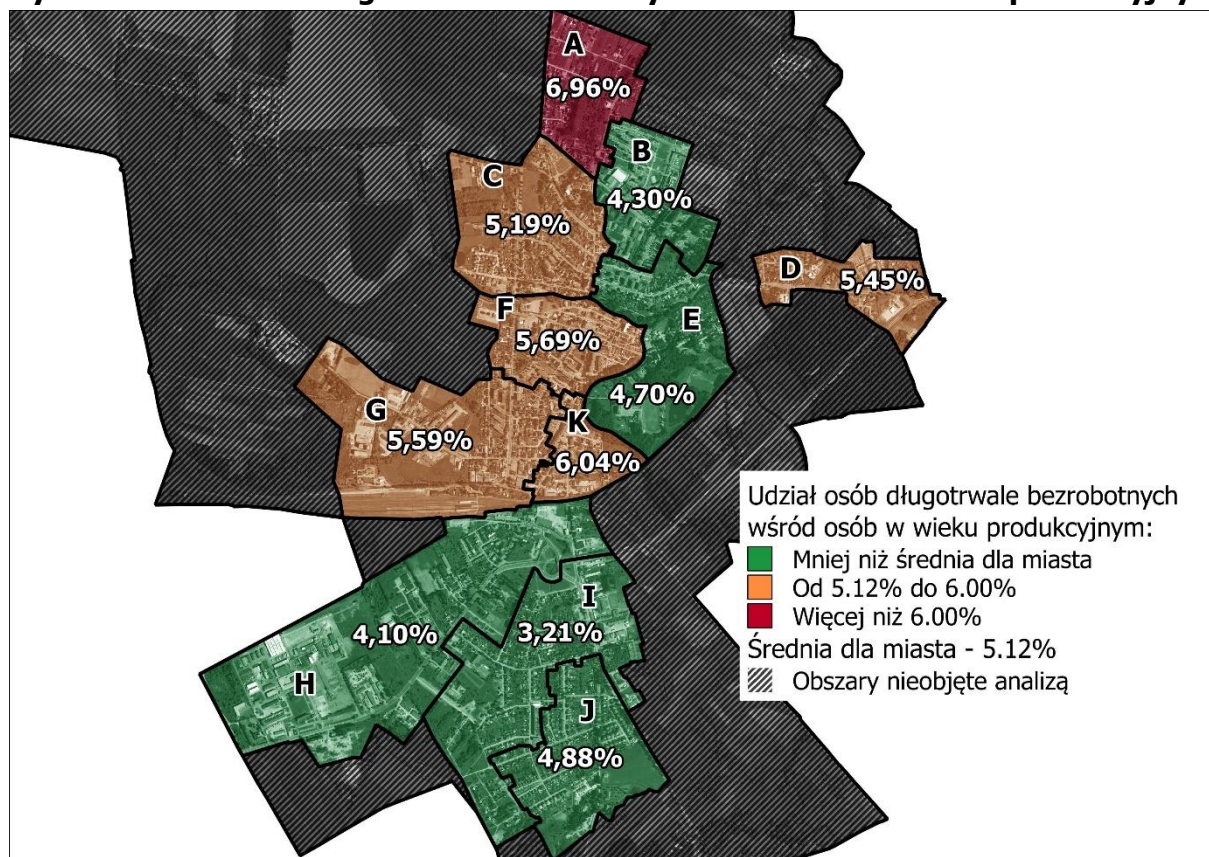 A
6,96%
B
4,30%
C
5,19%
D
5,45%
E
4,70%
F
5,69%
G
5,59%
K
6,04%
H
4,10%
I
3,21%
J
4,88%
Udział osób długotrwale bezrobotnych
wśród osób w wieku produkcyjnym:
Mniej niż średnia dla miasta
Od 5.12% do 6.00%
Więcej niż 6.00%
Średnia dla miasta - 5.12%
Obszary nieobjęte analizą